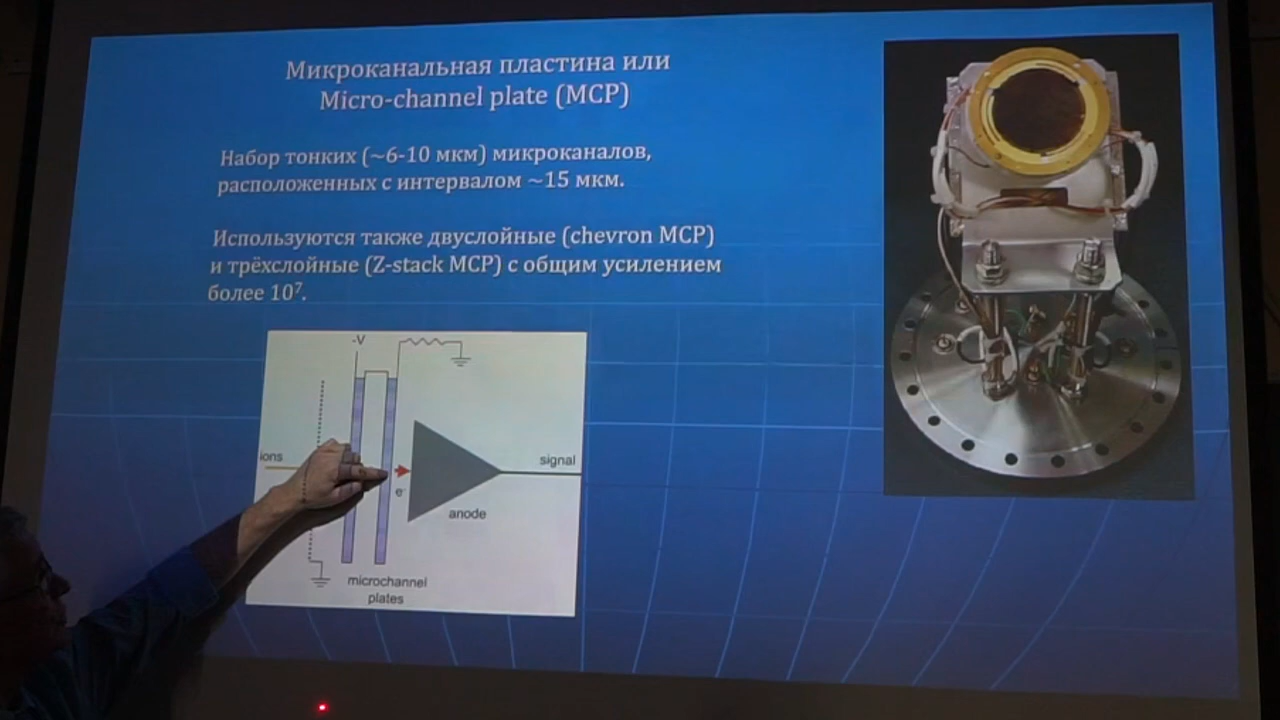 Микроканальная пластина или
Micro-channel plate (MCP)
Набор тонких (~6-10 мкм) микроканалов,
расположенных с интервалом ~15 мкм.
Используются также двуслойные (chevron MCP)
и трёхслойные (Z-stack MCP) с общим усилением
более 10⁷.
-V
ions
e⁻
signal
anode
microchannel
plates